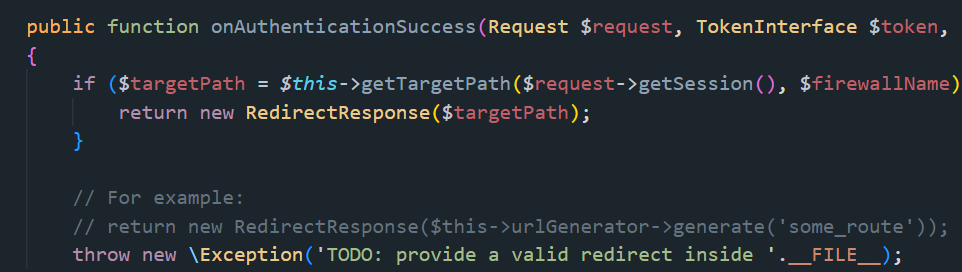 public function onAuthenticationSuccess(Request $request, TokenInterface $token,
{
if ($targetPath = $this->getTargetPath($request->getSession(), $firewallName)
return new RedirectResponse($targetPath);
}
// For example:
// return new RedirectResponse($this->urlGenerator->generate('some_route'));
throw new \Exception('TODO: provide a valid redirect inside '.__FILE__);